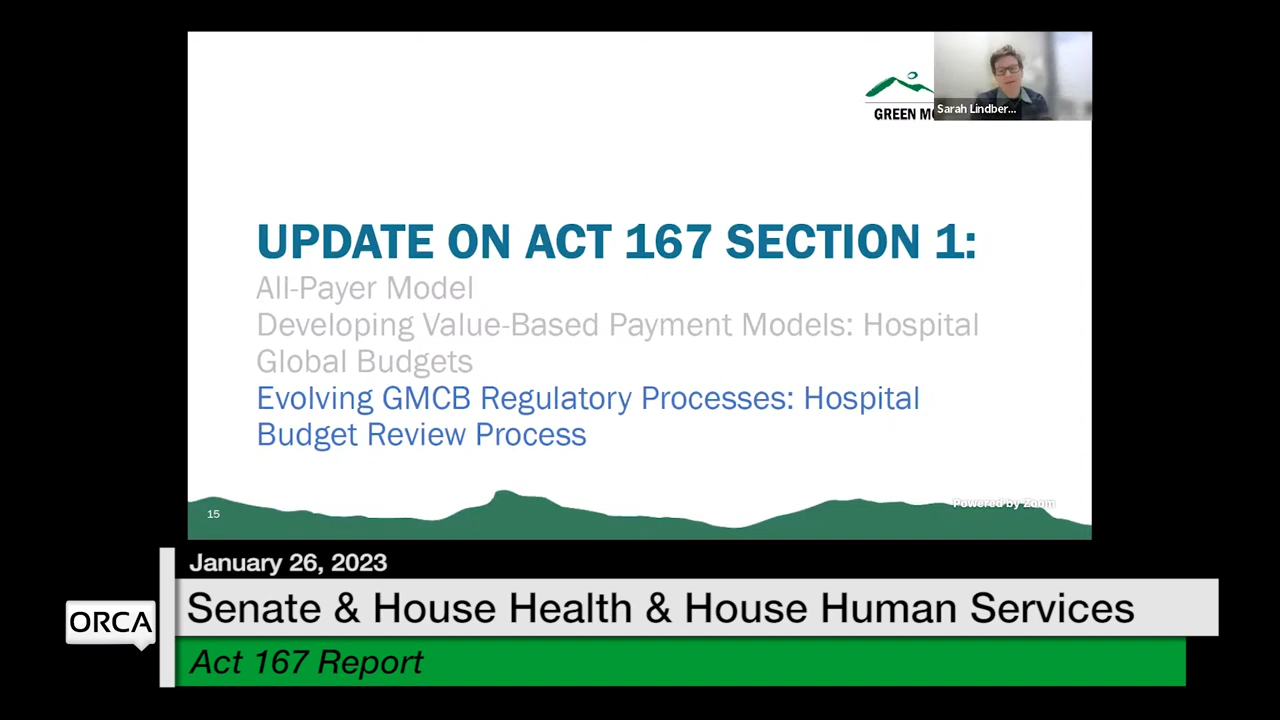 GREEN MO
Sarah Lindber...
UPDATE ON ACT 167 SECTION 1:
All-Payer Model
Developing Value-Based Payment Models: Hospital
Global Budgets
Evolving GMCB Regulatory Processes: Hospital
Budget Review Process
Powered by Zoom
15
January 26, 2023
Senate & House Health & House Human Services
ORCA
Act 167 Report